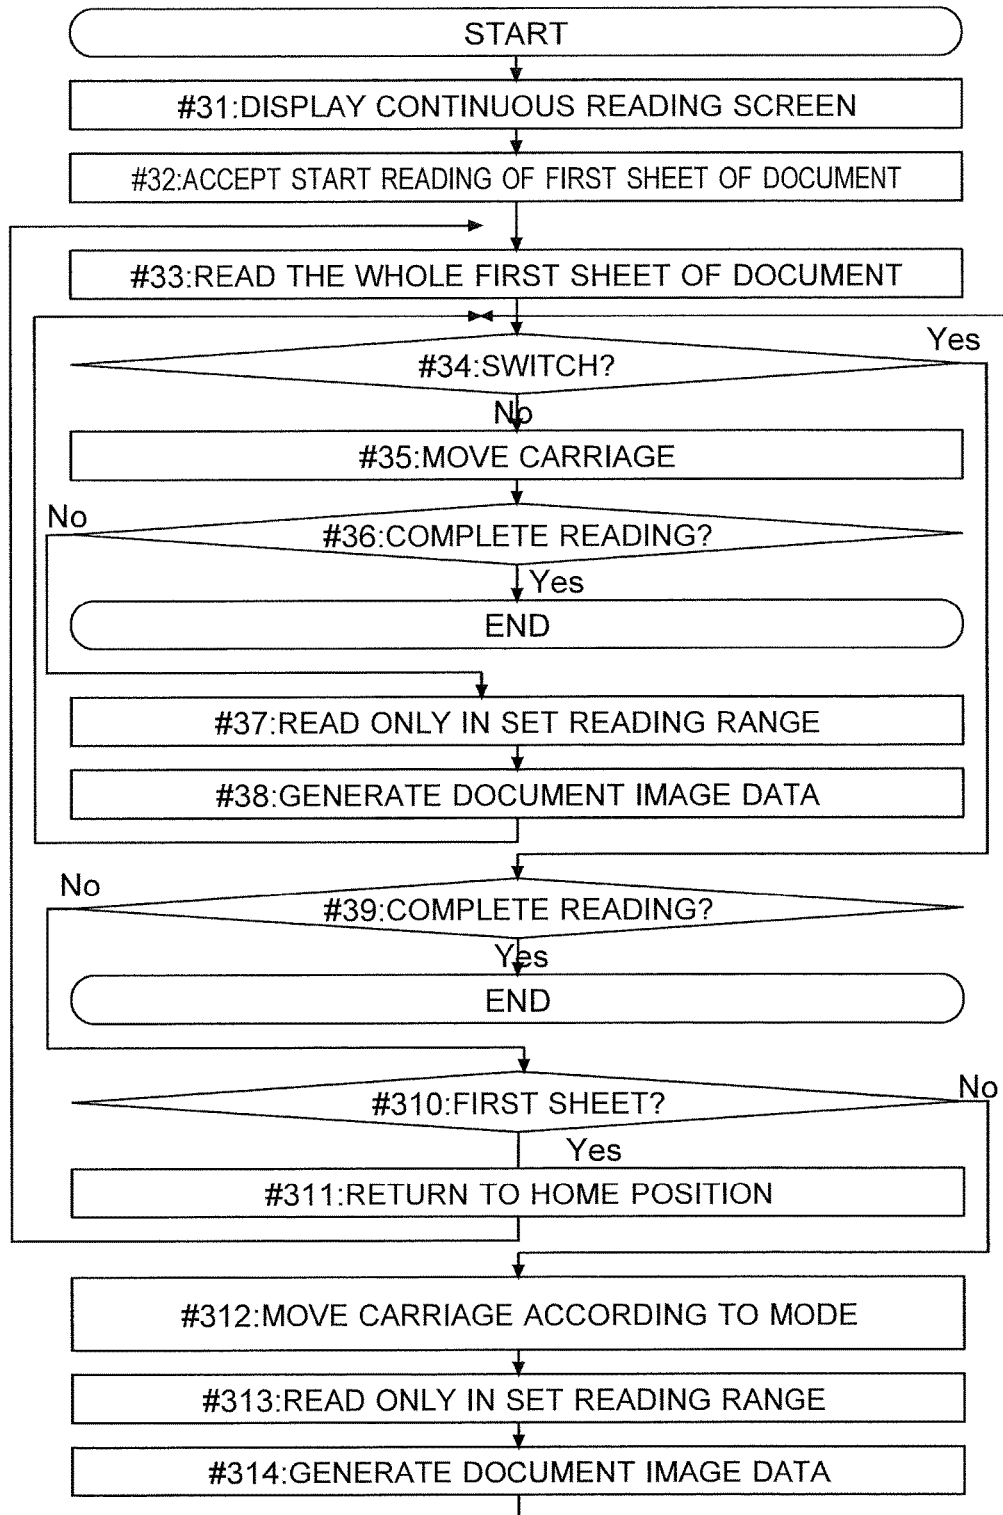 START
#31:DISPLAY CONTINUOUS READING SCREEN
#32:ACCEPT START READING OF FIRST SHEET OF DOCUMENT
#33:READ THE WHOLE FIRST SHEET OF DOCUMENT
Yes
#34:SWITCH?
No
#35:MOVE CARRIAGE
No
#36:COMPLETE READING?
Yes
END
#37:READ ONLY IN SET READING RANGE
#38:GENERATE DOCUMENT IMAGE DATA
No
#39:COMPLETE READING?
Yes
END
No
#310:FIRST SHEET?
Yes
#311:RETURN TO HOME POSITION
#312:MOVE CARRIAGE ACCORDING TO MODE
#313:READ ONLY IN SET READING RANGE
#314:GENERATE DOCUMENT IMAGE DATA